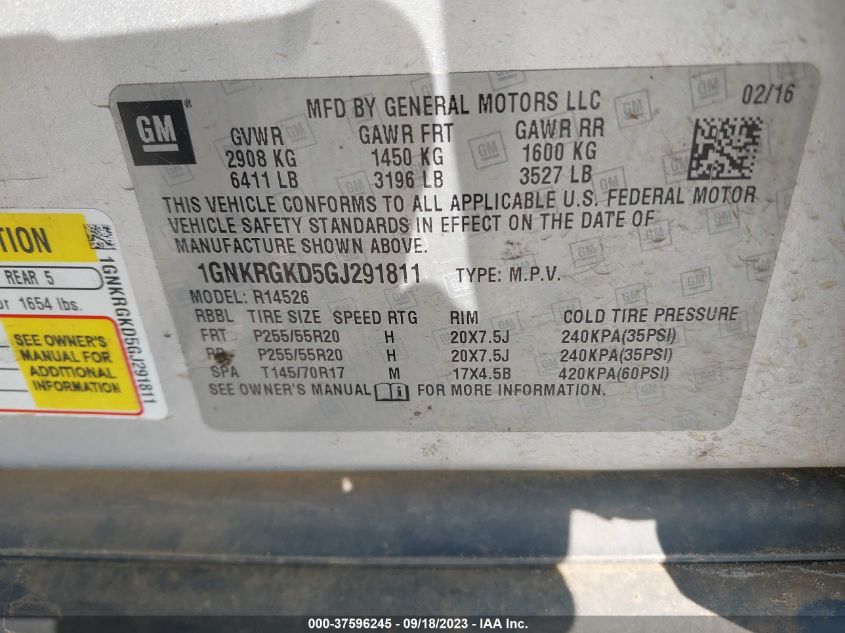 MFD BY GENERAL MOTORS LLC 02/16
GM ®
GVWR GAWR FRT GAWR RR
2908 KG 1450 KG 1600 KG
6411 LB 3196 LB 3527 LB
THIS VEHICLE CONFORMS TO ALL APPLICABLE U.S. FEDERAL MOTOR
VEHICLE SAFETY STANDARDS IN EFFECT ON THE DATE OF
MANUFACTURE SHOWN ABOVE.
1GNKRGKD5GJ291811 TYPE: M.P.V.
MODEL: R14526
RBBL TIRE SIZE SPEED RTG RIM COLD TIRE PRESSURE
FRT P255/55R20 H 20X7.5J 240KPA(35PSI)
RR P255/55R20 H 20X7.5J 240KPA(35PSI)
SPA T145/70R17 M 17X4.5B 420KPA(60PSI)
SEE OWNER'S MANUAL FOR MORE INFORMATION.
TION
REAR 5
or 1654 lbs.
SEE OWNER'S
MANUAL FOR
ADDITIONAL
INFORMATION
1GNKRGKD5GJ291811
000-37596245 - 09/18/2023 - IAA Inc.